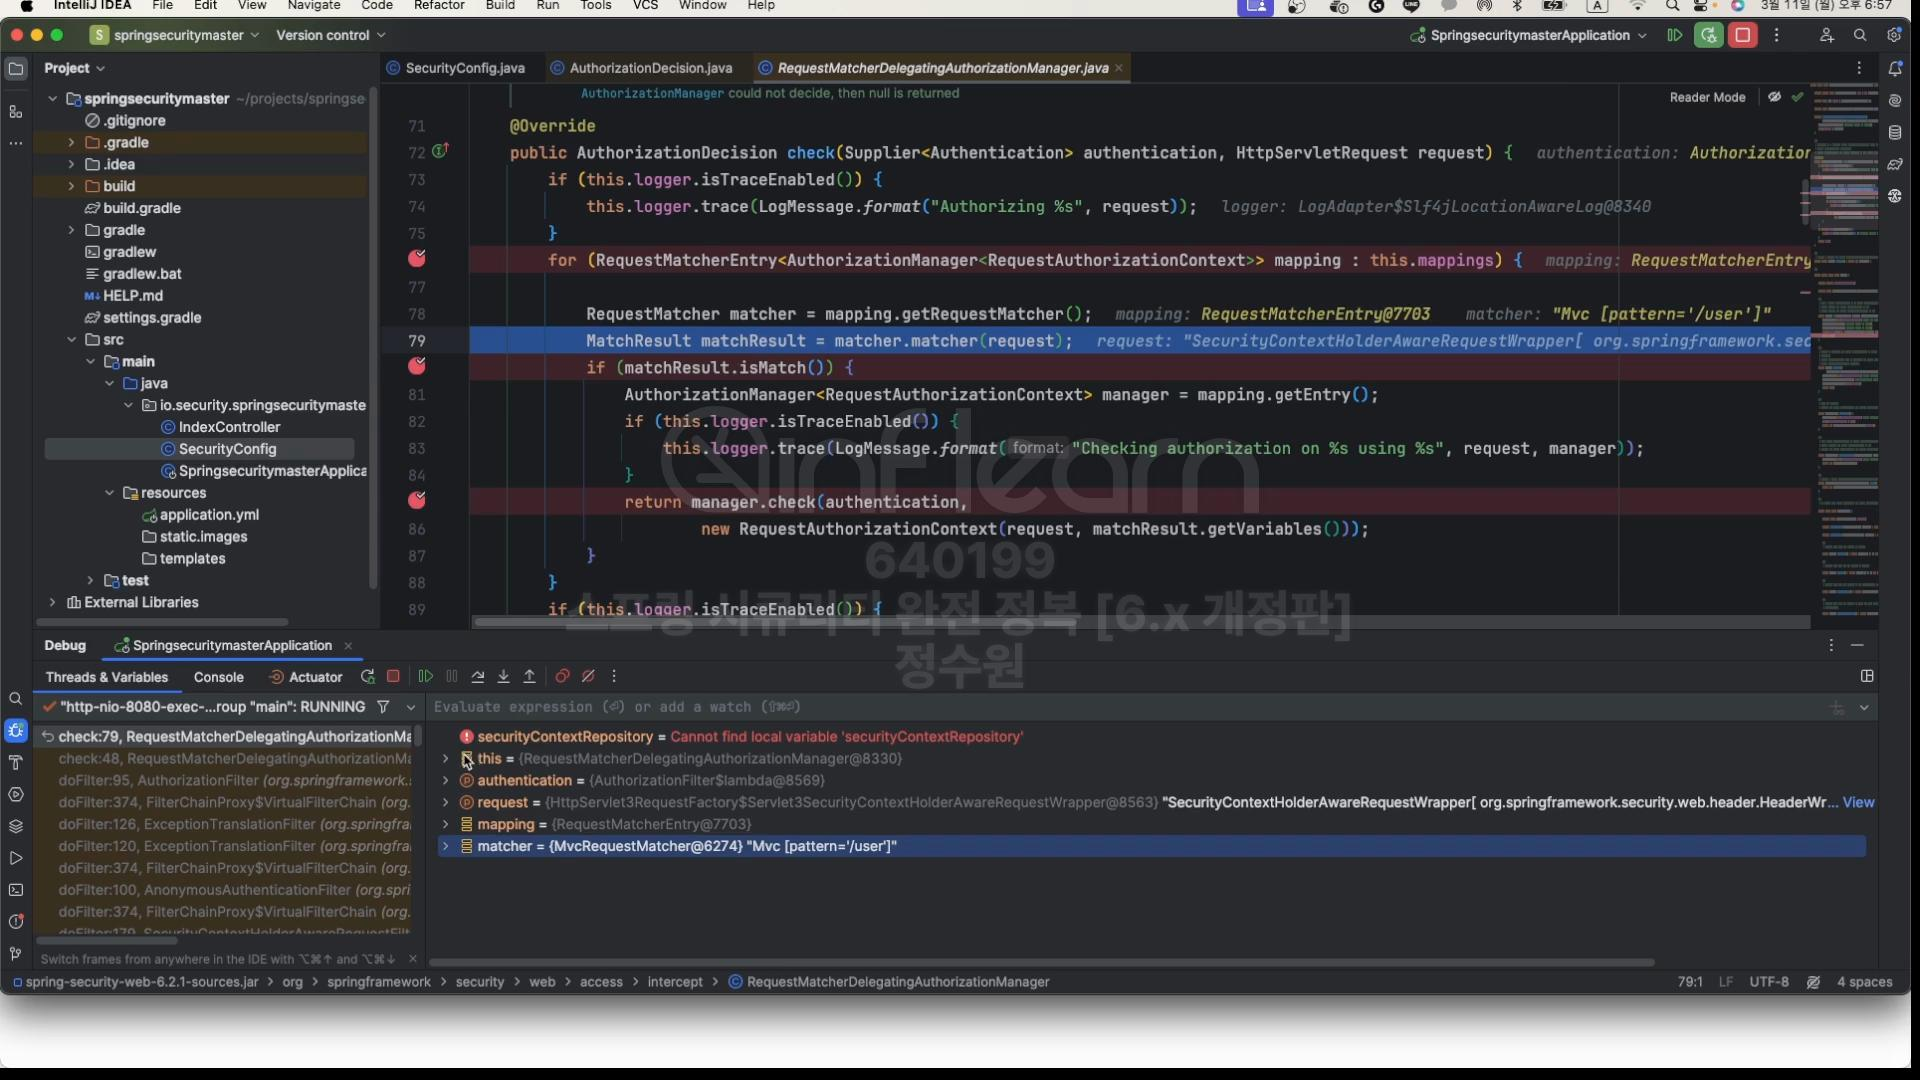 IntelliJ IDEA File Edit View Navigate Code Refactor Build Run Tools VCS Window Help A 3월 11일 (월) 오후 6:57
S springsecuritymaster Version control SpringsecuritymasterApplication
Project SecurityConfig.java AuthorizationDecision.java RequestMatcherDelegatingAuthorizationManager.java
springsecuritymaster ~/projects/springse
.gitignore
.gradle
.idea
build
build.gradle
gradle
gradlew
gradlew.bat
M↓ HELP.md
settings.gradle
src
main
java
io.security.springsecuritymaste
IndexController
SecurityConfig
SpringsecuritymasterApplica
resources
application.yml
static.images
templates
test
External Libraries
AuthorizationManager could not decide, then null is returned
Reader Mode
71 @Override
72 public AuthorizationDecision check(Supplier<Authentication> authentication, HttpServletRequest request) { authentication: Authorization
73 if (this.logger.isTraceEnabled()) {
74 this.logger.trace(LogMessage.format("Authorizing %s", request)); logger: LogAdapter$Slf4jLocationAwareLog@8340
75 }
for (RequestMatcherEntry<AuthorizationManager<RequestAuthorizationContext>> mapping : this.mappings) { mapping: RequestMatcherEntry
77
78 RequestMatcher matcher = mapping.getRequestMatcher(); mapping: RequestMatcherEntry@7703 matcher: "Mvc [pattern='/user']"
79 MatchResult matchResult = matcher.matcher(request); request: "SecurityContextHolderAwareRequestWrapper[ org.springframework.sec
if (matchResult.isMatch()) {
81 AuthorizationManager<RequestAuthorizationContext> manager = mapping.getEntry();
82 if (this.logger.isTraceEnabled()) {
83 this.logger.trace(LogMessage.format( format: "Checking authorization on %s using %s", request, manager));
84 }
return manager.check(authentication,
86 new RequestAuthorizationContext(request, matchResult.getVariables()));
87 }
88 }
89 if (this.logger.isTraceEnabled()) {
inflearn
640199
스프링 시큐리티 완전 정복 [6.x 개정판]
정수원
Debug SpringsecuritymasterApplication
Threads & Variables Console Actuator
"http-nio-8080-exec-...roup "main": RUNNING
check:79, RequestMatcherDelegatingAuthorizationMa
check:48, RequestMatcherDelegatingAuthorizationMa
doFilter:95, AuthorizationFilter (org.springframework.
doFilter:374, FilterChainProxy$VirtualFilterChain (org.
doFilter:126, ExceptionTranslationFilter (org.springfra
doFilter:120, ExceptionTranslationFilter (org.springfra
doFilter:374, FilterChainProxy$VirtualFilterChain (org.
doFilter:100, AnonymousAuthenticationFilter (org.spri
doFilter:374, FilterChainProxy$VirtualFilterChain (org.
doFilter:179, SecurityContextHolderAwareRequestFilt
Switch frames from anywhere in the IDE with ⌥⌘↑ and ⌥⌘↓
Evaluate expression (⏎) or add a watch (⇧⌘⏎)
securityContextRepository = Cannot find local variable 'securityContextRepository'
this = {RequestMatcherDelegatingAuthorizationManager@8330}
authentication = {AuthorizationFilter$lambda@8569}
request = {HttpServlet3RequestFactory$Servlet3SecurityContextHolderAwareRequestWrapper@8563} "SecurityContextHolderAwareRequestWrapper[ org.springframework.security.web.header.HeaderWr... View
mapping = {RequestMatcherEntry@7703}
matcher = {MvcRequestMatcher@6274} "Mvc [pattern='/user']"
spring-security-web-6.2.1-sources.jar > org > springframework > security > web > access > intercept > RequestMatcherDelegatingAuthorizationManager 79:1 LF UTF-8 4 spaces